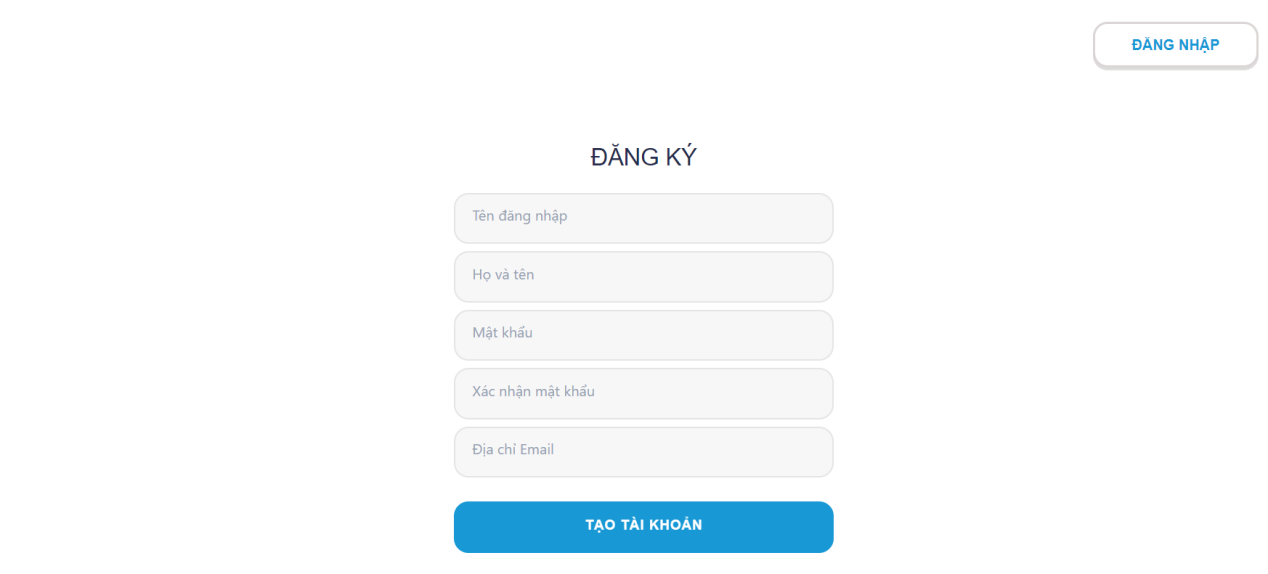 ĐĂNG NHẬP
ĐĂNG KÝ
Tên đăng nhập
Họ và tên
Mật khẩu
Xác nhận mật khẩu
Địa chỉ Email
TẠO TÀI KHOẢN